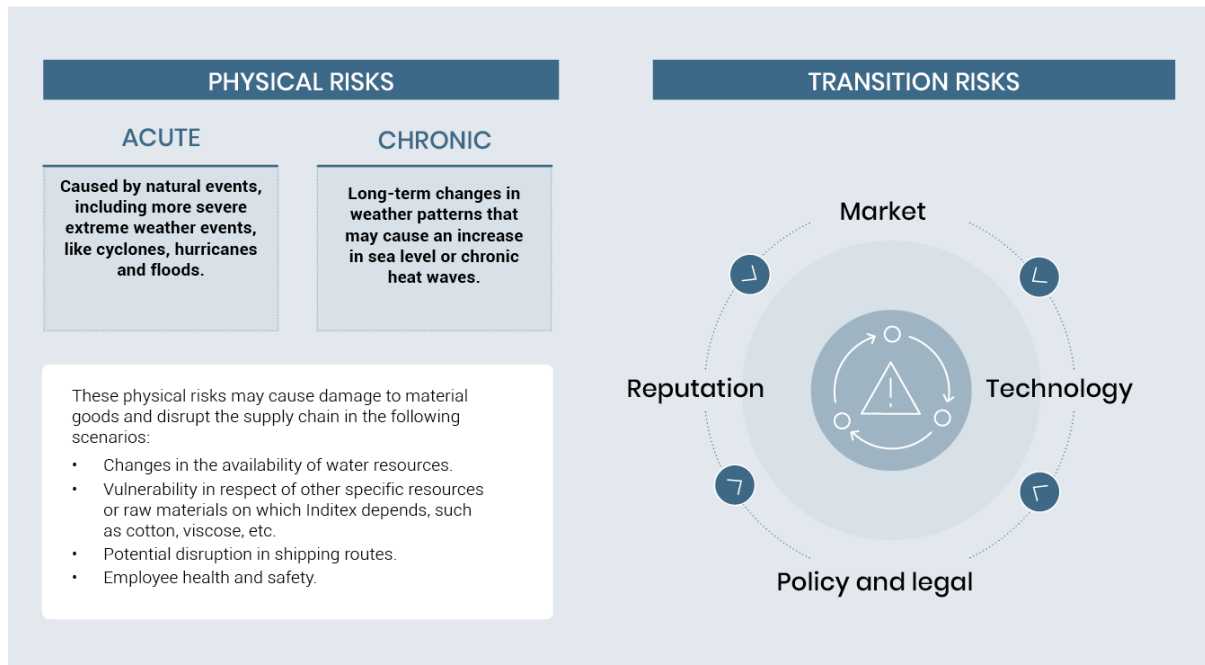 PHYSICAL RISKS
ACUTE
Caused by natural events,
including more severe
extreme weather events,
like cyclones, hurricanes
and floods.
CHRONIC
Long-term changes in
weather patterns that
may cause an increase
in sea level or chronic
heat waves.
These physical risks may cause damage to material
goods and disrupt the supply chain in the following
scenarios:
• Changes in the availability of water resources.
• Vulnerability in respect of other specific resources
or raw materials on which Inditex depends, such
as cotton, viscose, etc.
• Potential disruption in shipping routes.
• Employee health and safety.
TRANSITION RISKS
Market
Reputation
Technology
Policy and legal